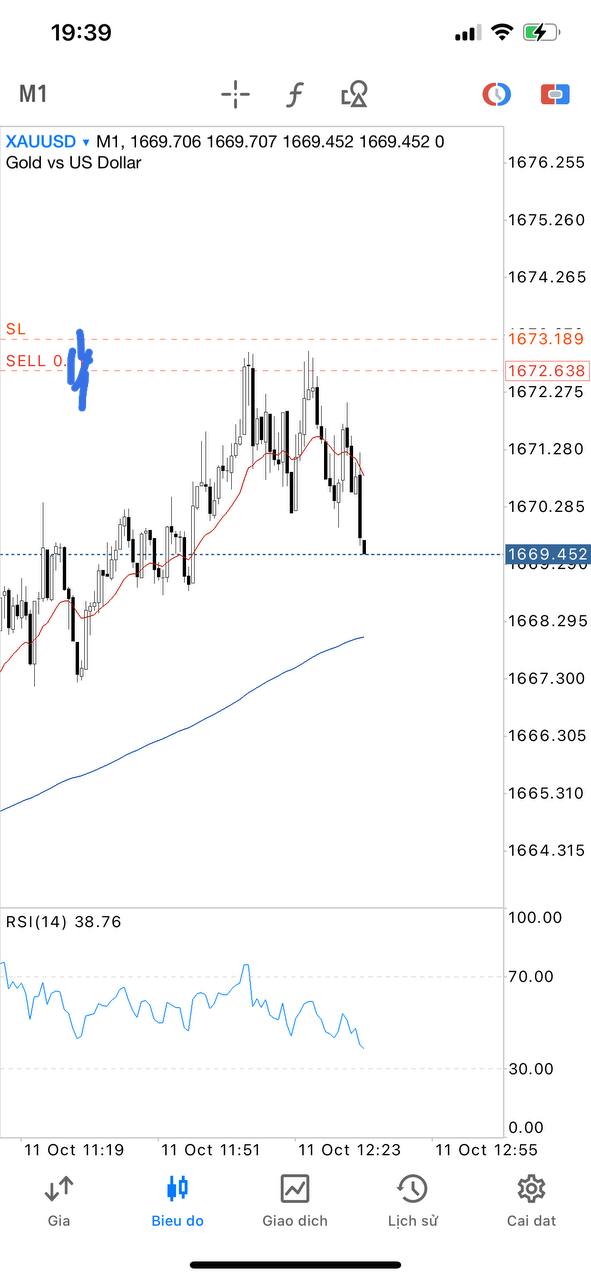 19:39
M1
XAUUSD ▾ M1, 1669.706 1669.707 1669.452 1669.452 0
Gold vs US Dollar
1676.255
1675.260
1674.265
SL
1673.189
SELL 0.
1672.638
1672.275
1671.280
1670.285
1669.452
1669.290
1668.295
1667.300
1666.305
1665.310
1664.315
RSI(14) 38.76
100.00
70.00
30.00
0.00
11 Oct 11:19 11 Oct 11:51 11 Oct 12:23 11 Oct 12:55
Gia Bieu do Giao dich Lịch sử Cai dat